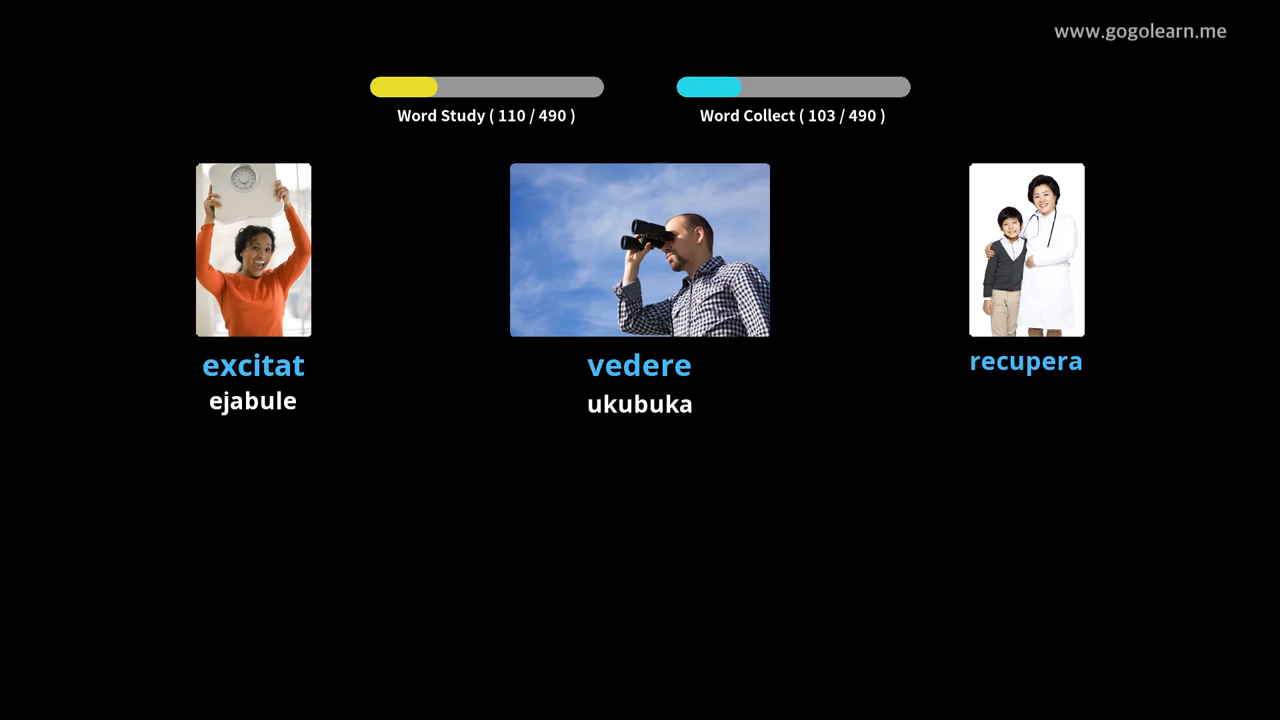 www.gogolearn.me
Word Study ( 110 / 490 )
Word Collect ( 103 / 490 )
excitat
ejabule
vedere
ukubuka
recupera